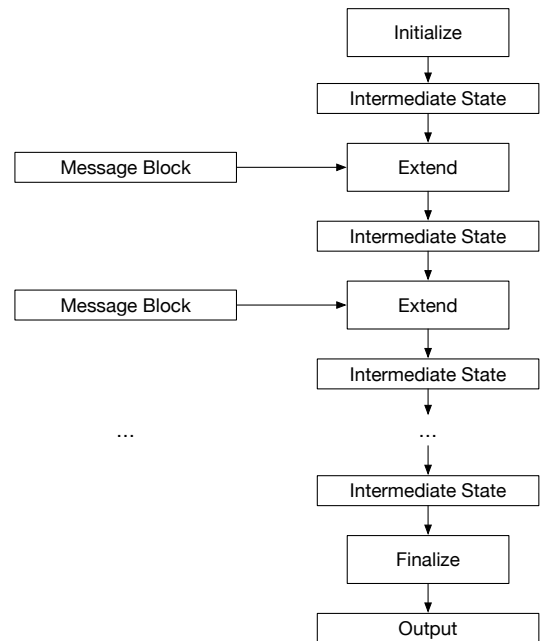 Initialize
Intermediate State
Message Block
Extend
Intermediate State
Message Block
Extend
Intermediate State
...
...
Intermediate State
Finalize
Output